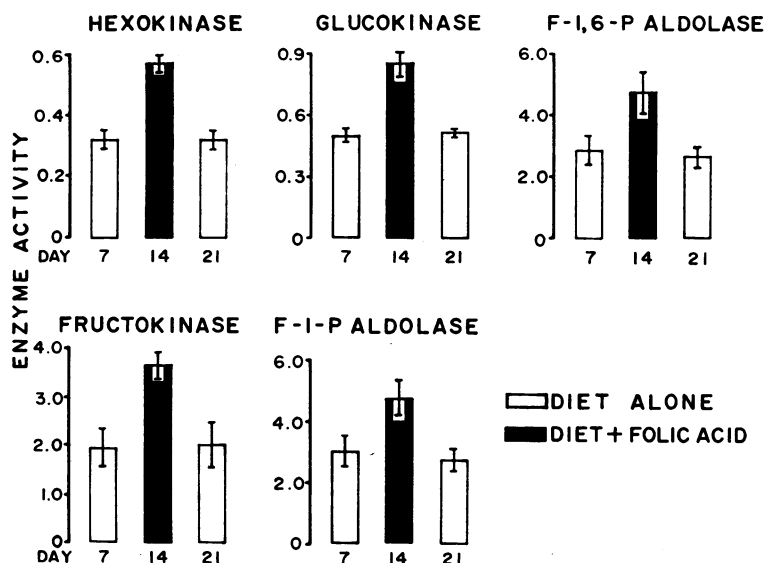 HEXOKINASE
GLUCOKINASE
F-1,6-P ALDOLASE
ENZYME ACTIVITY
0.6
0.4
0.2
0
DAY 7 14 21
0.9
0.6
0.3
0
7 14 21
6.0
4.0
2.0
0
7 14 21
FRUCTOKINASE
F-1-P ALDOLASE
4.0
3.0
2.0
1.0
0
DAY 7 14 21
6.0
4.0
2.0
0
7 14 21
DIET ALONE
DIET + FOLIC ACID